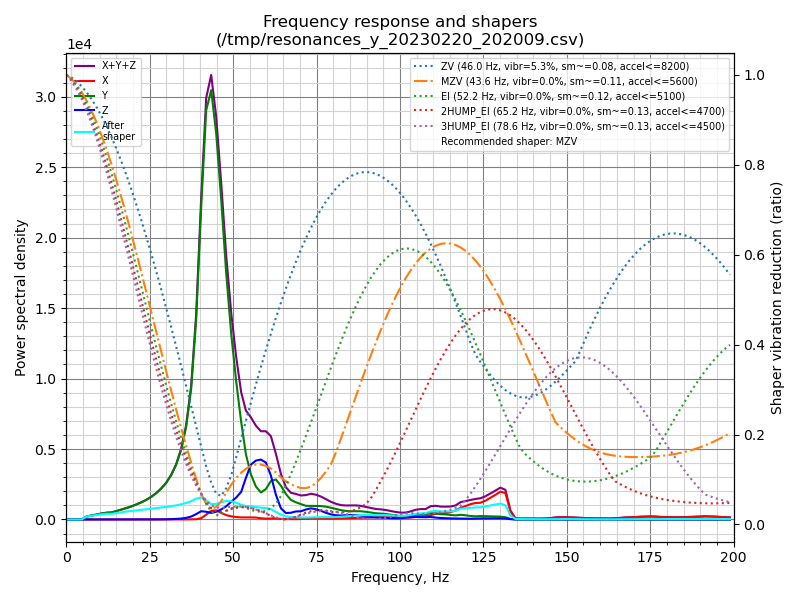 Frequency response and shapers
(/tmp/resonances_y_20230220_202009.csv)
1e4
X+Y+Z
X
Y
Z
After
shaper
ZV (46.0 Hz, vibr=5.3%, sm~=0.08, accel<=8200)
MZV (43.6 Hz, vibr=0.0%, sm~=0.11, accel<=5600)
EI (52.2 Hz, vibr=0.0%, sm~=0.12, accel<=5100)
2HUMP_EI (65.2 Hz, vibr=0.0%, sm~=0.13, accel<=4700)
3HUMP_EI (78.6 Hz, vibr=0.0%, sm~=0.13, accel<=4500)
Recommended shaper: MZV
Power spectral density
3.0
2.5
2.0
1.5
1.0
0.5
0.0
1.0
0.8
0.6
0.4
0.2
0.0
Shaper vibration reduction (ratio)
0 25 50 75 100 125 150 175 200
Frequency, Hz